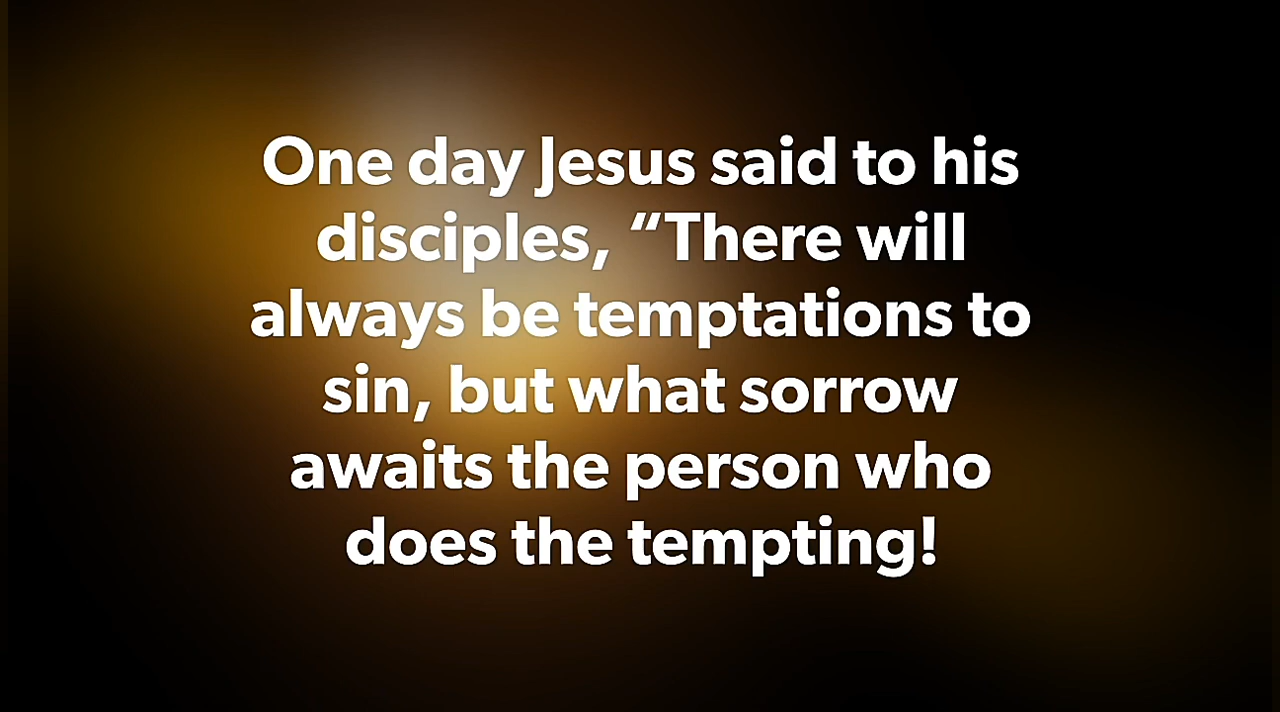 One day Jesus said to his
disciples, “There will
always be temptations to
sin, but what sorrow
awaits the person who
does the tempting!